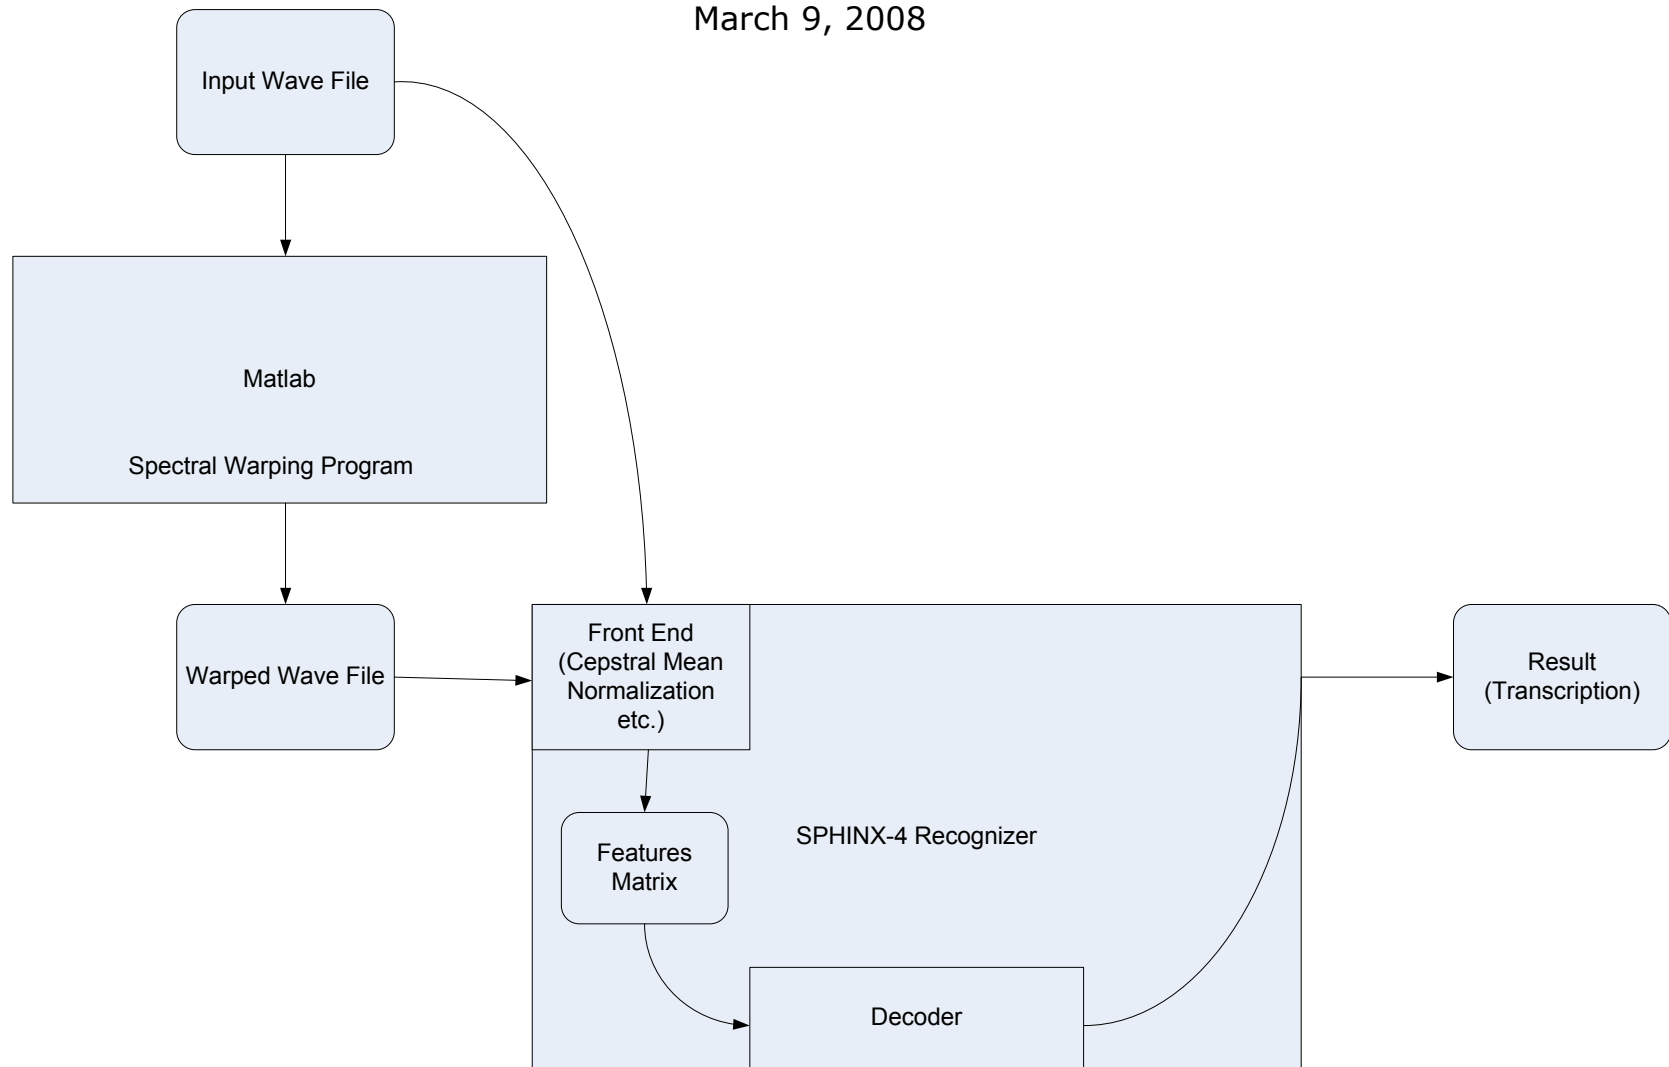 March 9, 2008
Input Wave File
Matlab
Spectral Warping Program
Warped Wave File
Front End
(Cepstral Mean
Normalization
etc.)
Features
Matrix
SPHINX-4 Recognizer
Decoder
Result
(Transcription)